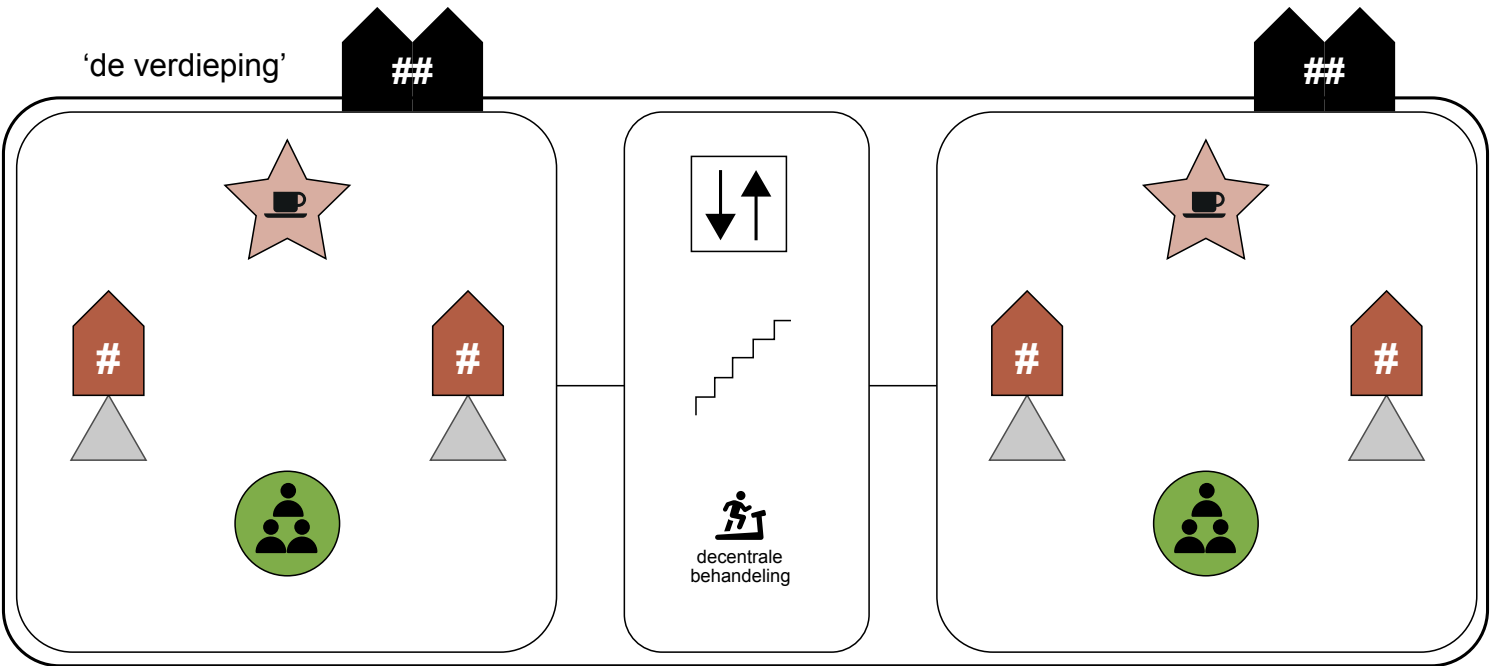 ‘de verdieping’
##
##
#
#
#
#
decentrale
behandeling